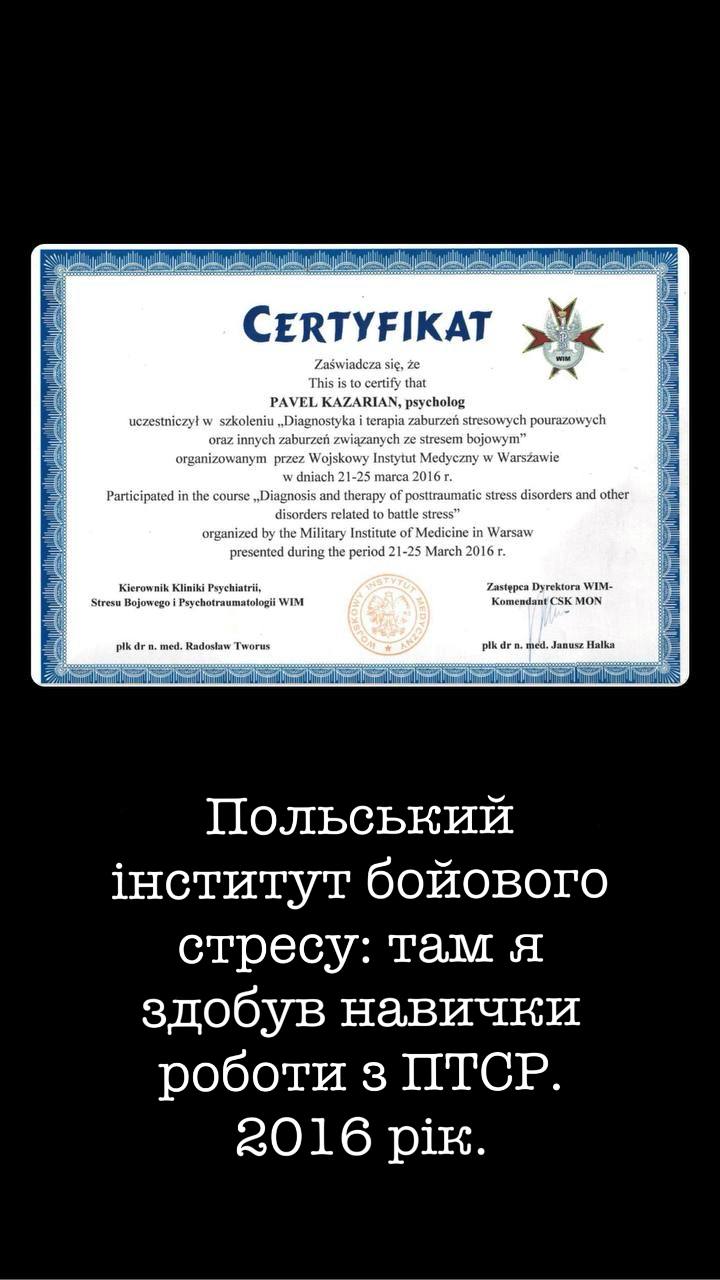 CERTYFIKAT
WIM
Zaświadcza się, że
This is to certify that
PAVEL KAZARIAN, psycholog
uczestniczył w szkoleniu „Diagnostyka i terapia zaburzeń stresowych pourazowych
oraz innych zaburzeń związanych ze stresem bojowym”
organizowanym przez Wojskowy Instytut Medyczny w Warszawie
w dniach 21-25 marca 2016 r.
Participated in the course „Diagnosis and therapy of posttraumatic stress disorders and other
disorders related to battle stress”
organized by the Military Institute of Medicine in Warsaw
presented during the period 21-25 March 2016 r.
Kierownik Kliniki Psychiatrii,
Stresu Bojowego i Psychotraumatologii WIM
płk dr n. med. Radosław Tworus
WOJSKOWY INSTYTUT MEDYCZNY
Zastępca Dyrektora WIM-
Komendant CSK MON
płk dr n. med. Janusz Hałka
Польський
інститут бойового
стресу: там я
здобув навички
роботи з ПТСР.
2016 рік.